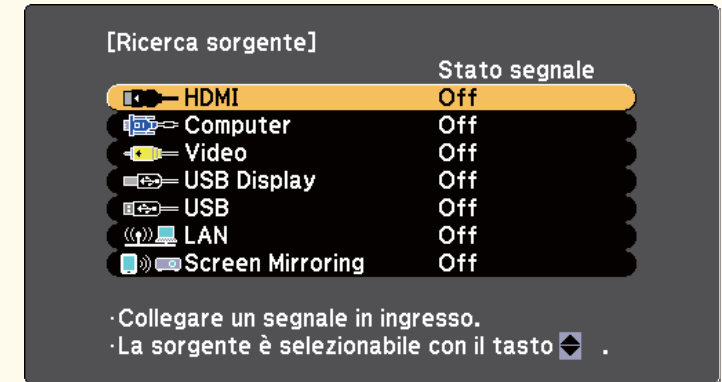 [Ricerca sorgente]
Stato segnale
HDMI Off
Computer Off
Video Off
USB Display Off
USB Off
LAN Off
Screen Mirroring Off
·Collegare un segnale in ingresso.
·La sorgente è selezionabile con il tasto .